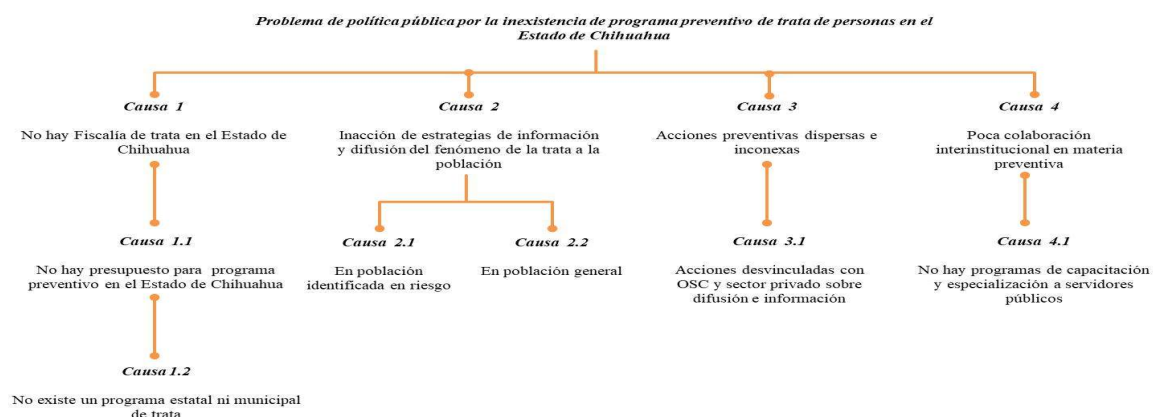 Problema de política pública por la inexistencia de programa preventivo de trata de personas en el
Estado de Chihuahua
Causa 1
No hay Fiscalía de trata en el Estado de
Chihuahua
Causa 2
Inacción de estrategias de información
y difusión del fenómeno de la trata a la
población
Causa 3
Acciones preventivas dispersas e
inconexas
Causa 4
Poca colaboración
interinstitucional en materia
preventiva
Causa 1.1
No hay presupuesto para programa
preventivo en el Estado de Chihuahua
Causa 2.1
En población
identificada en riesgo
Causa 2.2
En población general
Causa 3.1
Acciones desvinculadas con
OSC y sector privado sobre
difusión e información
Causa 4.1
No hay programas de capacitación
y especialización a servidores
públicos
Causa 1.2
No existe un programa estatal ni municipal
de trata